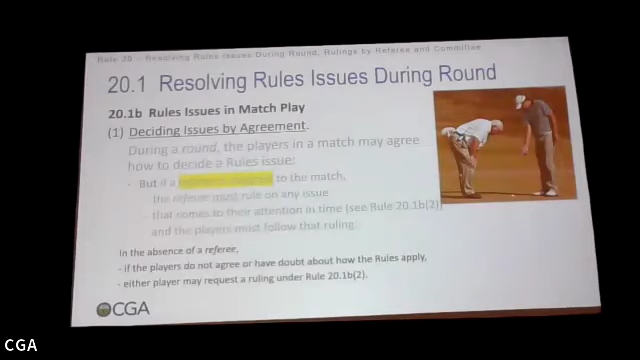 Rule 20 – Resolving Rules Issues During Round, Rulings by Referee and Committee
20.1 Resolving Rules Issues During Round
20.1b Rules Issues in Match Play
(1) Deciding Issues by Agreement.
During a round, the players in a match may agree
how to decide a Rules issue:
- But if a to the match,
the referee must rule on any issue
that comes to their attention in time (see Rule 20.1b(2))
and the players must follow that ruling.
In the absence of a referee,
- if the players do not agree or have doubt about how the Rules apply,
- either player may request a ruling under Rule 20.1b(2).
CGA
CGA